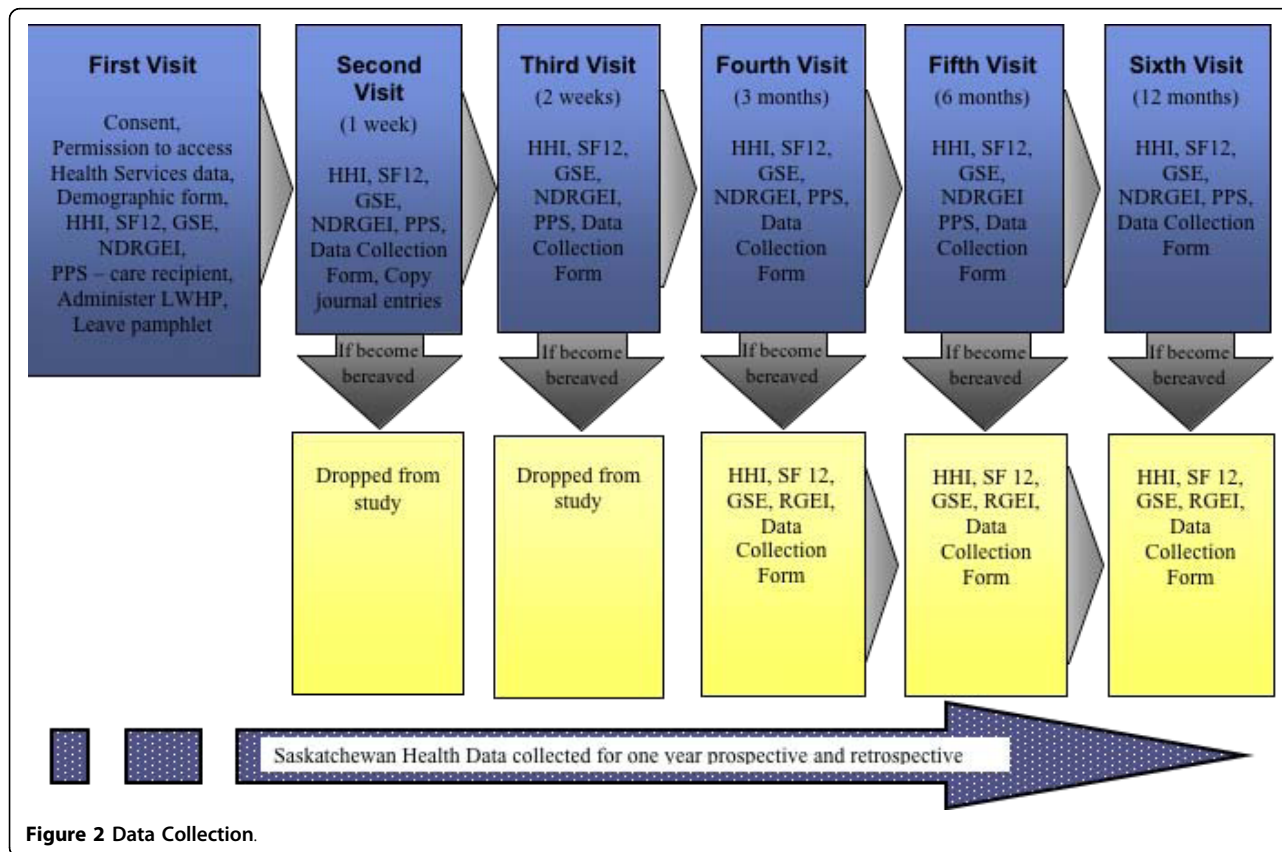 First Visit
Consent,
Permission to access
Health Services data,
Demographic form,
HHI, SF12, GSE,
NDRGEI,
PPS – care recipient,
Administer LWHP,
Leave pamphlet
Second
Visit
(1 week)
HHI, SF12,
GSE,
NDRGEI, PPS,
Data Collection
Form, Copy
journal entries
Third Visit
(2 weeks)
HHI, SF12,
GSE,
NDRGEI,
PPS, Data
Collection
Form
Fourth Visit
(3 months)
HHI, SF12,
GSE,
NDRGEI, PPS,
Data
Collection
Form
Fifth Visit
(6 months)
HHI, SF12,
GSE,
NDRGEI
PPS, Data
Collection
Form
Sixth Visit
(12 months)
HHI, SF12,
GSE,
NDRGEI, PPS,
Data Collection
Form
If become
bereaved
If become
bereaved
If become
bereaved
If become
bereaved
If become
bereaved
Dropped from
study
Dropped from
study
HHI, SF 12,
GSE, RGEI,
Data
Collection
Form
HHI, SF 12,
GSE, RGEI,
Data
Collection
Form
HHI, SF 12,
GSE, RGEI,
Data
Collection
Form
Saskatchewan Health Data collected for one year prospective and retrospective
Figure 2 Data Collection.